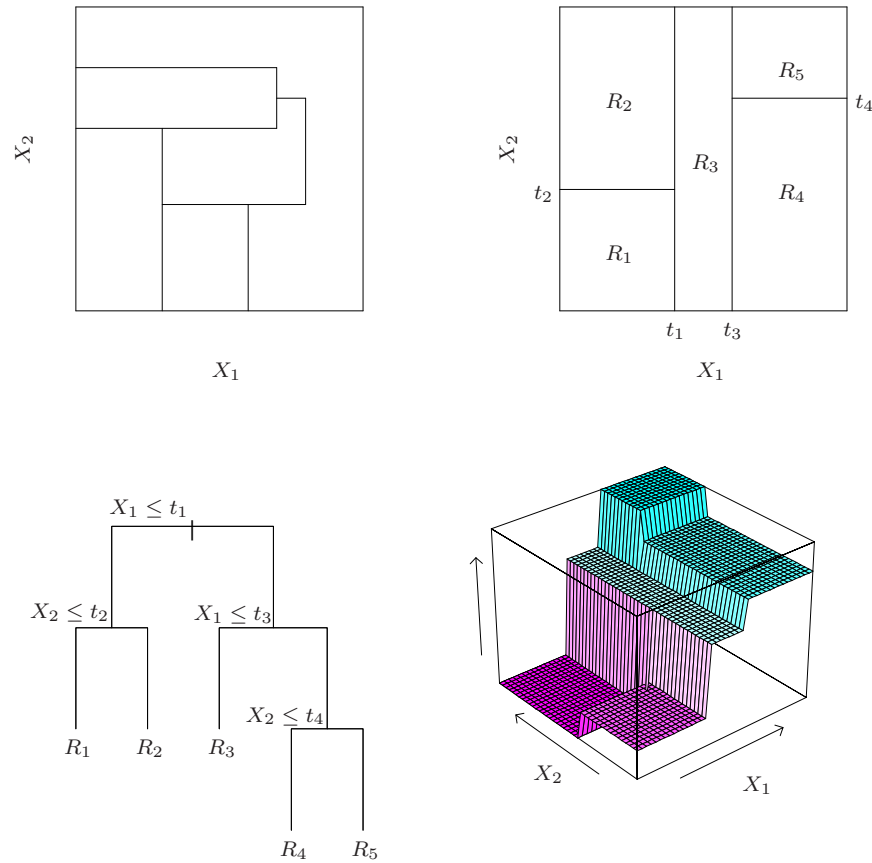 X₂
X₁
R₅
t₄
R₂
X₂
R₃
R₄
t₂
R₁
t₁
t₃
X₁
X₁ ≤ t₁
X₂ ≤ t₂
X₁ ≤ t₃
X₂ ≤ t₄
R₁
R₂
R₃
R₄
R₅
X₂
X₁